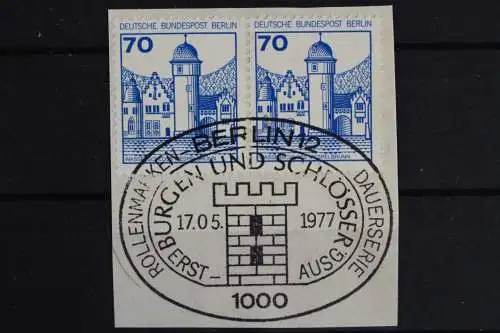 DEUTSCHE BUNDESPOST BERLIN
70
DEUTSCHE BUNDESPOST BERLIN
70
BERLIN 12
ROLLENMARKEN-
DAUERSERIE
BURGEN UND SCHLÖSSER
17.05.
1977
ERST-
AUSG.
1000